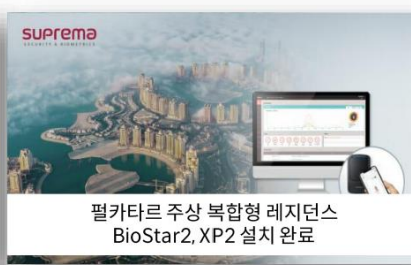 suprema
SECURITY & BIOMETRICS
펄카타르 주상 복합형 레지던스
BioStar2, XP2 설치 완료